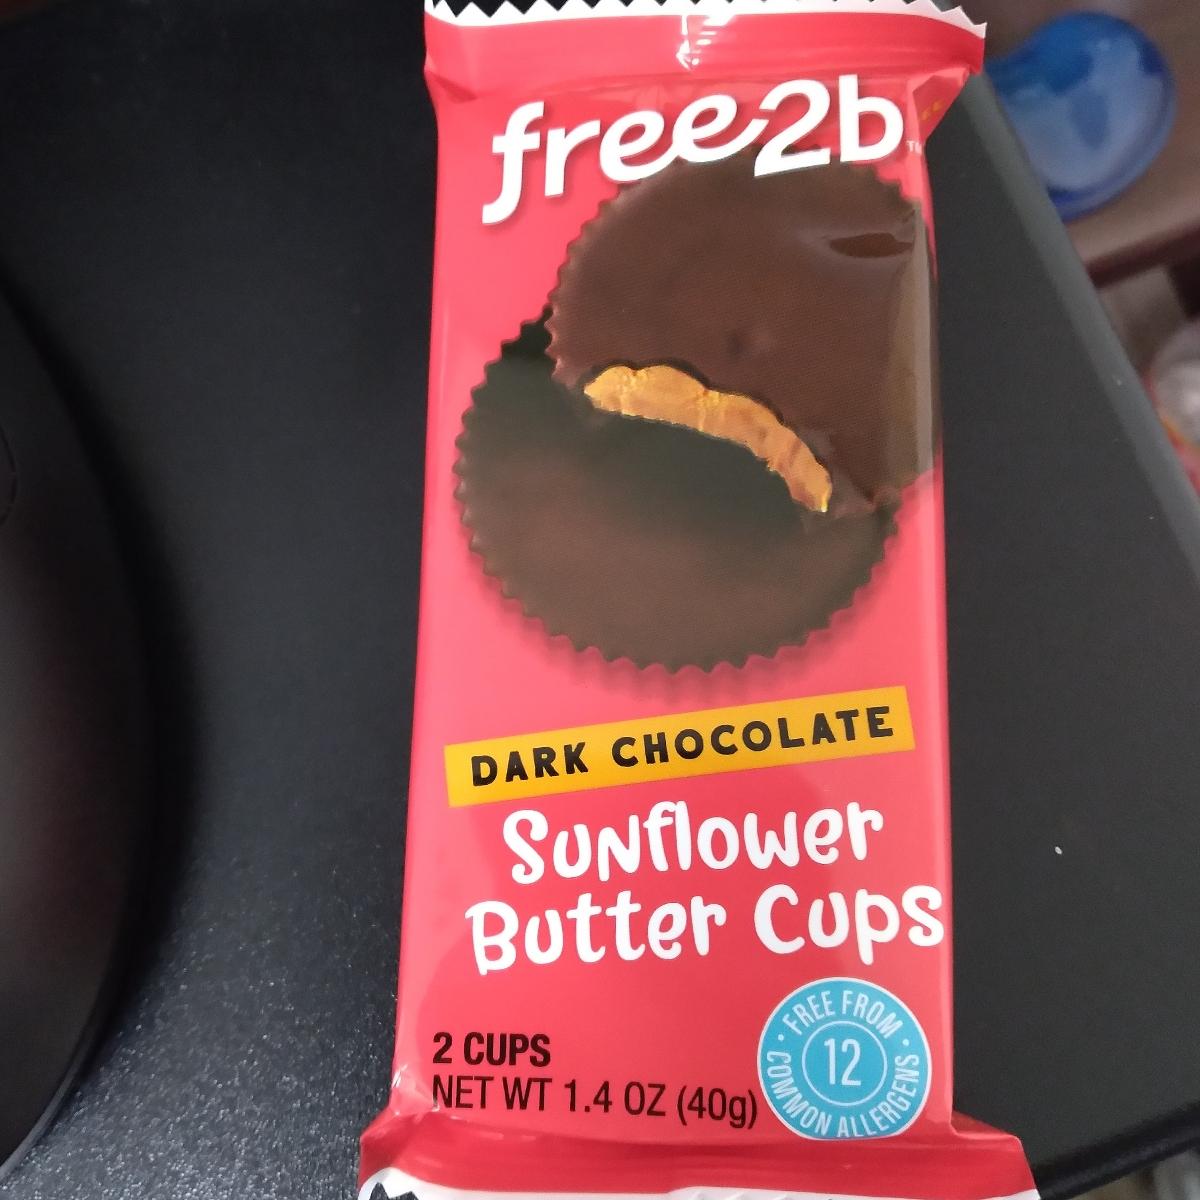 free2b
DARK CHOCOLATE
Sunflower
Butter Cups
2 CUPS
NET WT 1.4 OZ (40g)
FREE FROM
12
COMMON ALLERGENS